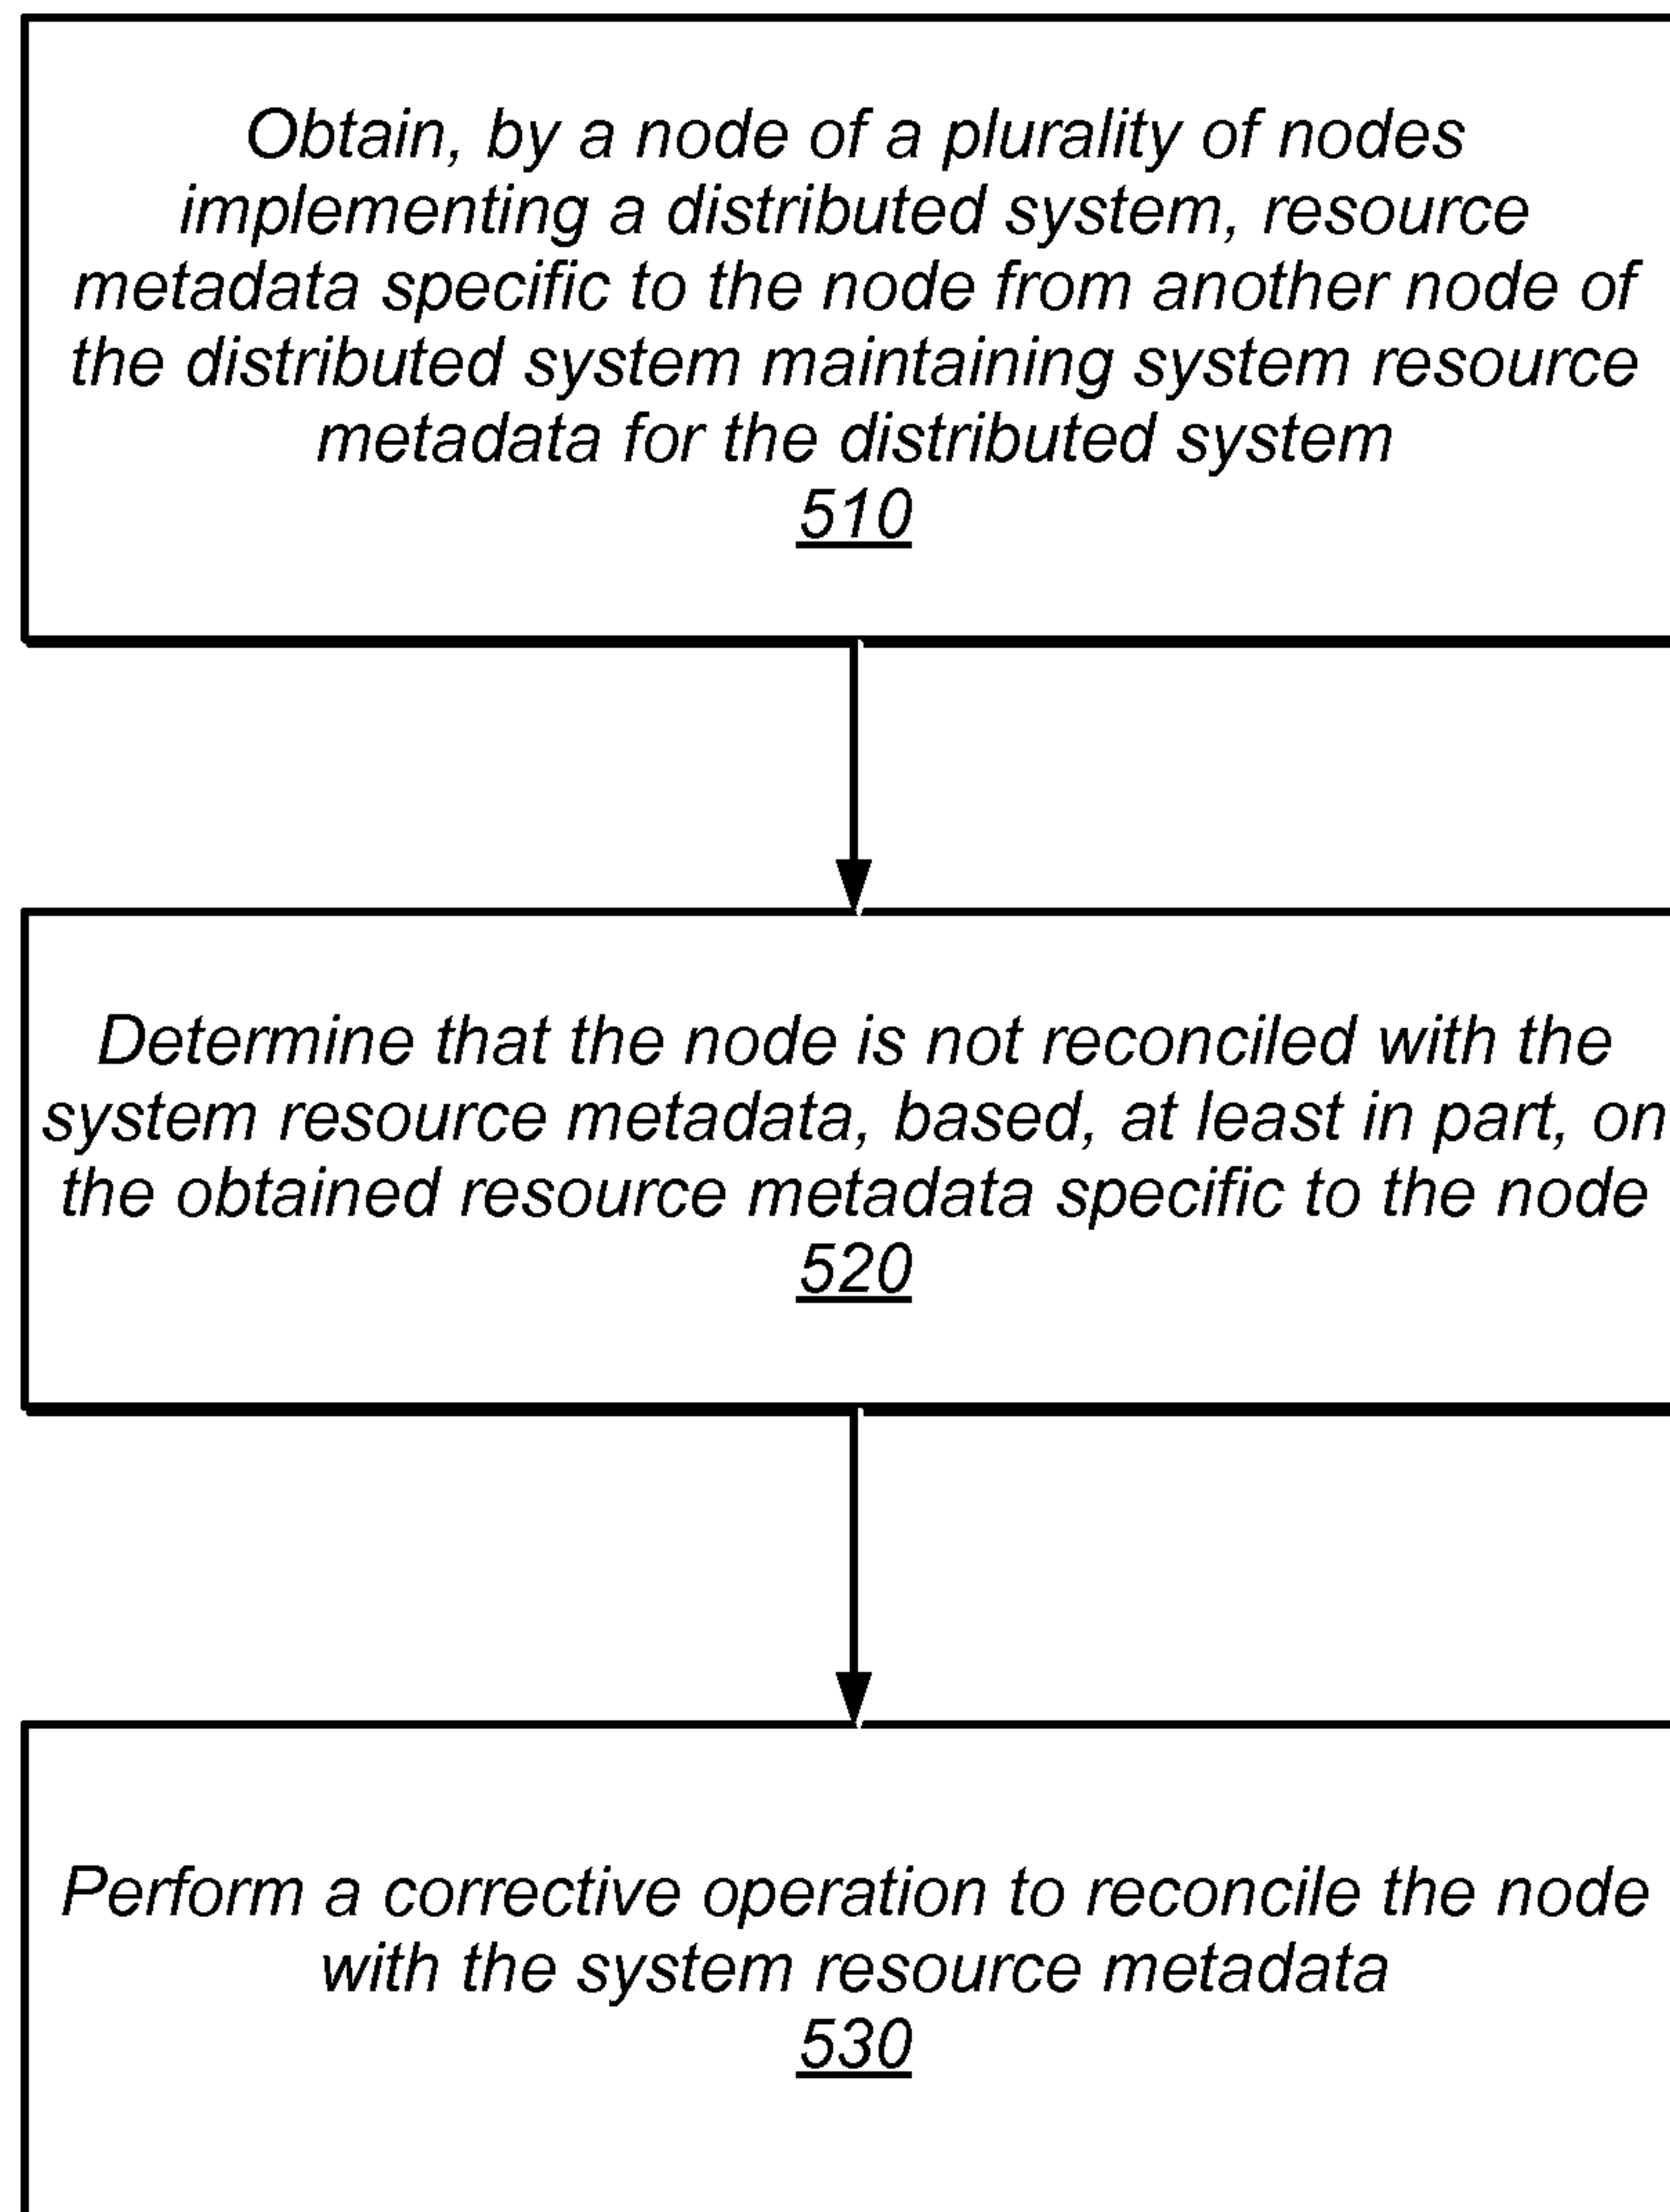 Obtain, by a node of a plurality of nodes
implementing a distributed system, resource
metadata specific to the node from another node of
the distributed system maintaining system resource
metadata for the distributed system
510
Determine that the node is not reconciled with the
system resource metadata, based, at least in part, on
the obtained resource metadata specific to the node
520
Perform a corrective operation to reconcile the node
with the system resource metadata
530